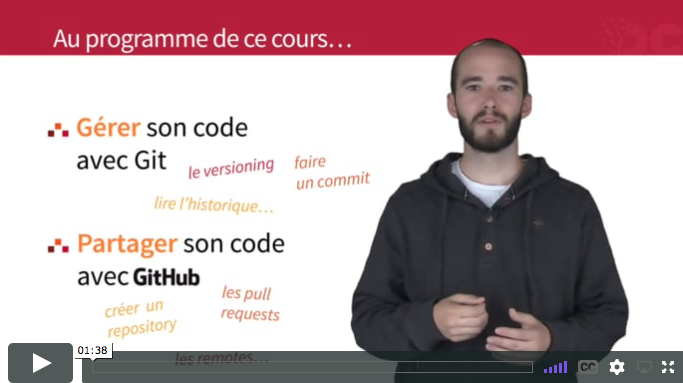 Au programme de ce cours...
Gérer son code
avec Git
le versioning
faire
un commit
lire l'historique...
Partager son code
avec GitHub
créer un
repository
les pull
requests
les remotes...
01:38
CC